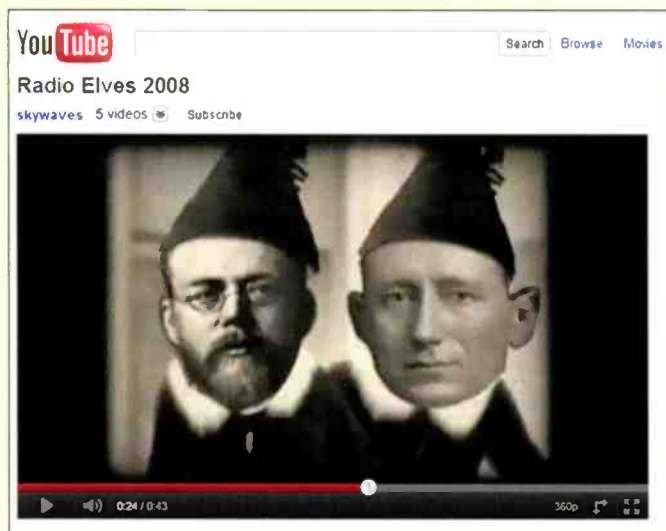 YouTube Search Browse Movies
Radio Elves 2008
skywaves 5 videos Subscribe
0:24 / 0:43 360p